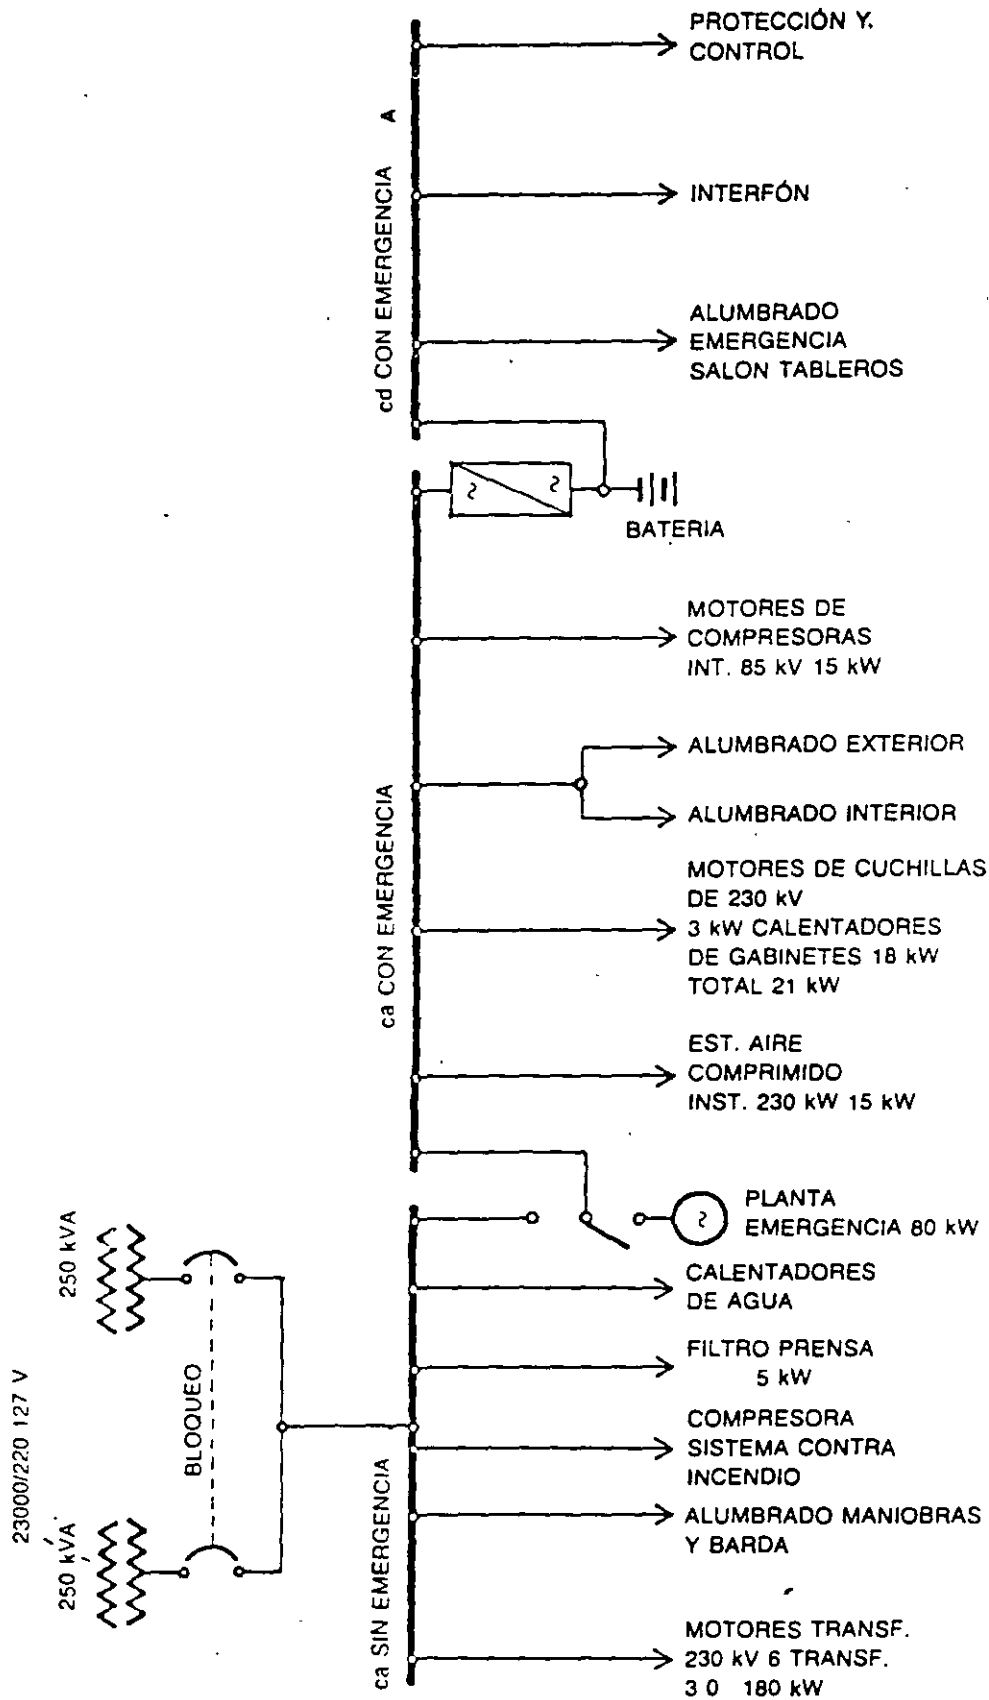 PROTECCIÓN Y.
CONTROL
A
cd CON EMERGENCIA
INTERFÓN
ALUMBRADO
EMERGENCIA
SALON TABLEROS
BATERIA
MOTORES DE
COMPRESORAS
INT. 85 kV 15 kW
ALUMBRADO EXTERIOR
ALUMBRADO INTERIOR
ca CON EMERGENCIA
MOTORES DE CUCHILLAS
DE 230 kV
3 kW CALENTADORES
DE GABINETES 18 kW
TOTAL 21 kW
EST. AIRE
COMPRIMIDO
INST. 230 kW 15 kW
PLANTA
EMERGENCIA 80 kW
250 kVA
CALENTADORES
DE AGUA
FILTRO PRENSA
5 kW
BLOQUEO
23000/220 127 V
COMPRESORA
SISTEMA CONTRA
INCENDIO
250 kVA
ca SIN EMERGENCIA
ALUMBRADO MANIOBRAS
Y BARDA
MOTORES TRANSF.
230 kV 6 TRANSF.
3 0 180 kW